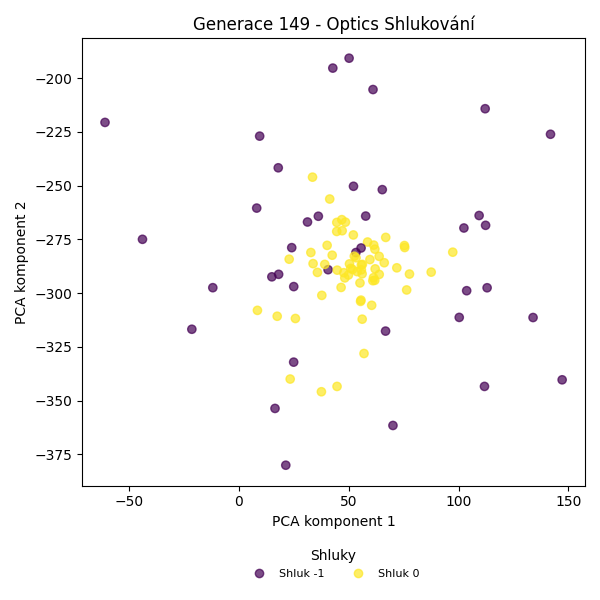 Generace 149 - Optics Shlukování
PCA komponent 2
−200
−225
−250
−275
−300
−325
−350
−375
−50
0
50
100
150
PCA komponent 1
Shluky
Shluk -1
Shluk 0